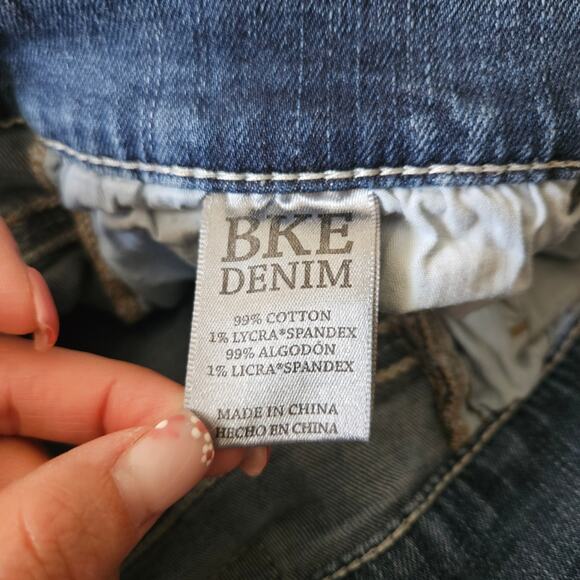 BKE
DENIM
99% COTTON
1% LYCRA®SPANDEX
99% ALGODÓN
1% LICRA®SPANDEX
MADE IN CHINA
HECHO EN CHINA